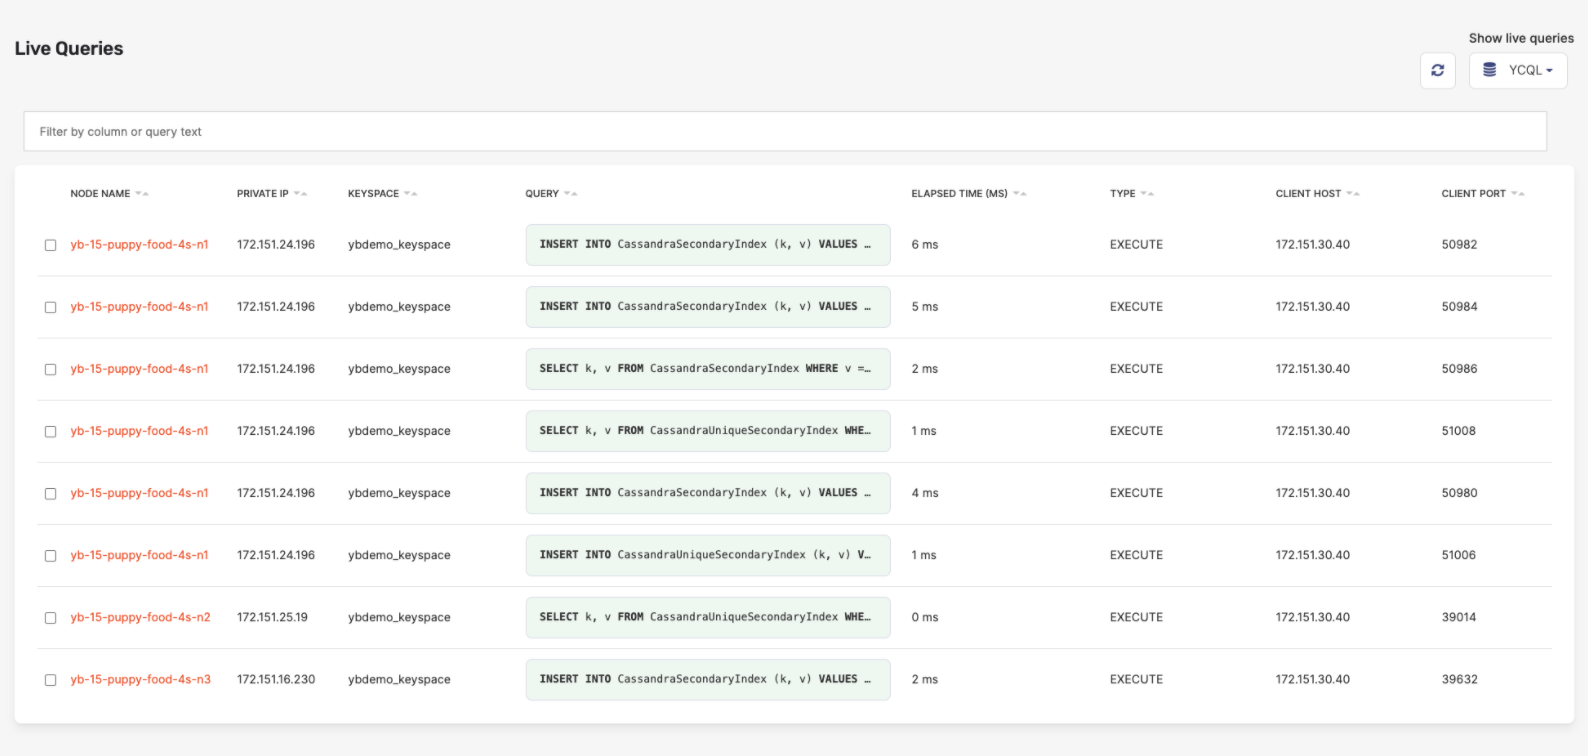 Live Queries
Show live queries
YCQL
Filter by column or query text
NODE NAME PRIVATE IP KEYSPACE QUERY ELAPSED TIME (MS) TYPE CLIENT HOST CLIENT PORT
yb-15-puppy-food-4s-n1 172.151.24.196 ybdemo_keyspace INSERT INTO CassandraSecondaryIndex (k, v) VALUES … 6 ms EXECUTE 172.151.30.40 50982
yb-15-puppy-food-4s-n1 172.151.24.196 ybdemo_keyspace INSERT INTO CassandraSecondaryIndex (k, v) VALUES … 5 ms EXECUTE 172.151.30.40 50984
yb-15-puppy-food-4s-n1 172.151.24.196 ybdemo_keyspace SELECT k, v FROM CassandraSecondaryIndex WHERE v =… 2 ms EXECUTE 172.151.30.40 50986
yb-15-puppy-food-4s-n1 172.151.24.196 ybdemo_keyspace SELECT k, v FROM CassandraUniqueSecondaryIndex WHE… 1 ms EXECUTE 172.151.30.40 51008
yb-15-puppy-food-4s-n1 172.151.24.196 ybdemo_keyspace INSERT INTO CassandraSecondaryIndex (k, v) VALUES … 4 ms EXECUTE 172.151.30.40 50980
yb-15-puppy-food-4s-n1 172.151.24.196 ybdemo_keyspace INSERT INTO CassandraUniqueSecondaryIndex (k, v) V… 1 ms EXECUTE 172.151.30.40 51006
yb-15-puppy-food-4s-n2 172.151.25.19 ybdemo_keyspace SELECT k, v FROM CassandraUniqueSecondaryIndex WHE… 0 ms EXECUTE 172.151.30.40 39014
yb-15-puppy-food-4s-n3 172.151.16.230 ybdemo_keyspace INSERT INTO CassandraSecondaryIndex (k, v) VALUES … 2 ms EXECUTE 172.151.30.40 39632